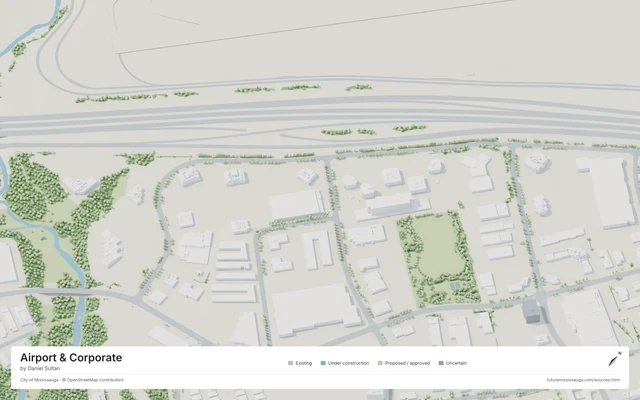 Airport & Corporate
by Daniel Sultan
Existing
Under construction
Proposed / approved
Uncertain
N
City of Mississauga · © OpenStreetMap contributors
futuremississauga.com/sources.html